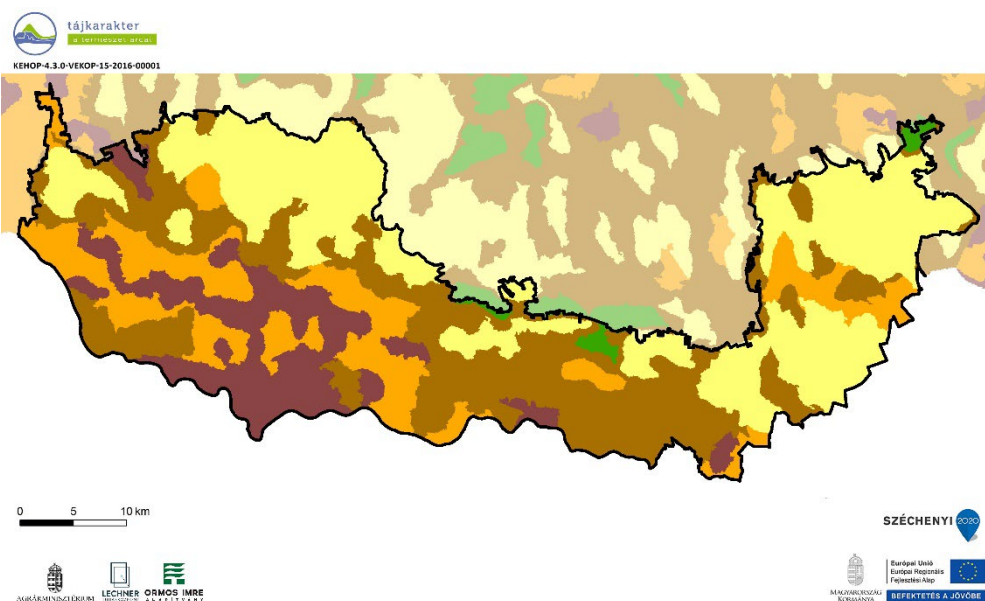 tájkarakter
a természet arcai
KEHOP-4.3.0-VEKOP-15-2016-00001
0 5 10 km
SZÉCHENYI 2020
AGRÁRMINISZTÉRIUM
LECHNER
ORMOS IMRE
ALAPÍTVÁNY
MAGYARORSZÁG
KORMÁNYA
Európai Unió
Európai Regionális
Fejlesztési Alap
BEFEKTETÉS A JÖVŐBE